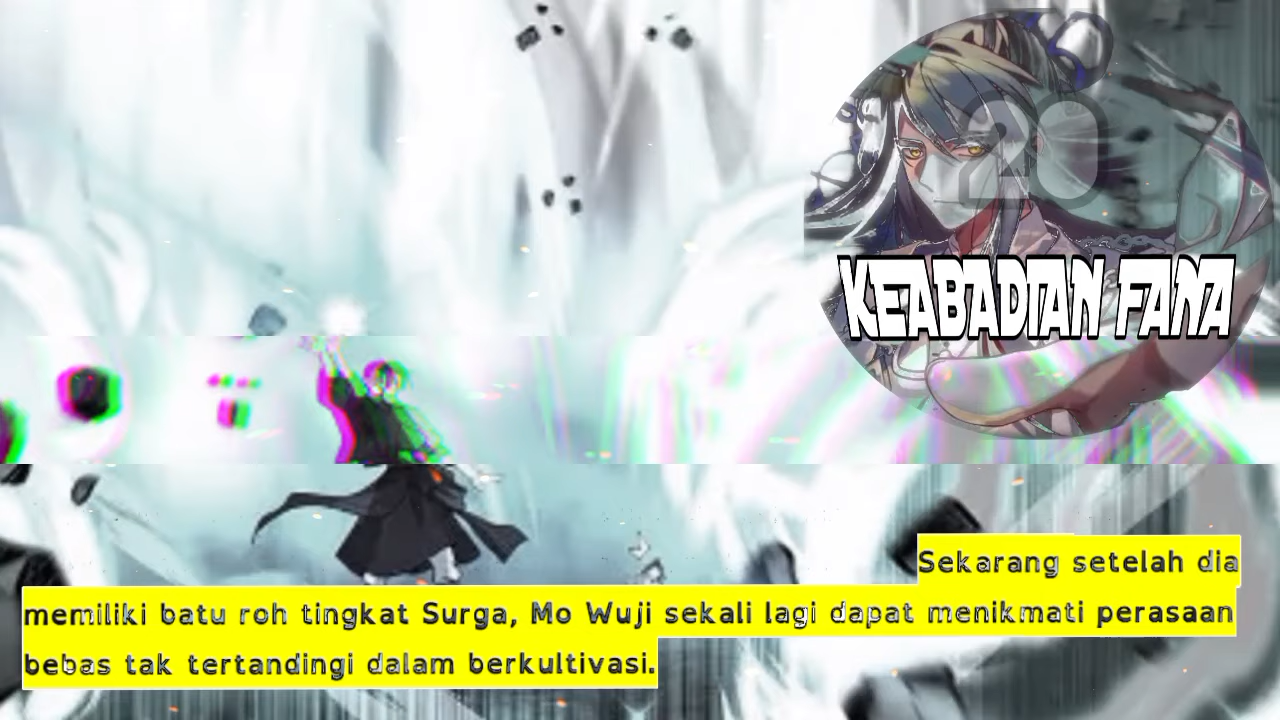 20
KEABADIAN FANA
Sekarang setelah dia
memiliki batu roh tingkat Surga, Mo Wuji sekali lagi dapat menikmati perasaan
bebas tak tertandingi dalam berkultivasi.